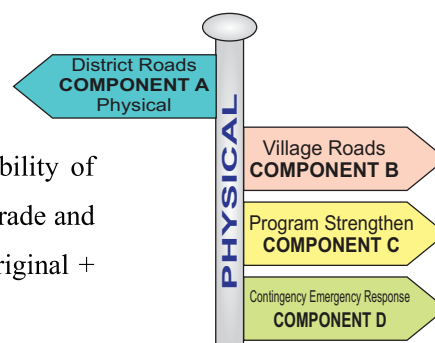 District Roads
COMPONENT A
Physical
PHYSICAL
Village Roads
COMPONENT B
Program Strengthen
COMPONENT C
Contingency Emergency Response
COMPONENT D
bility of
rade and
riginal +